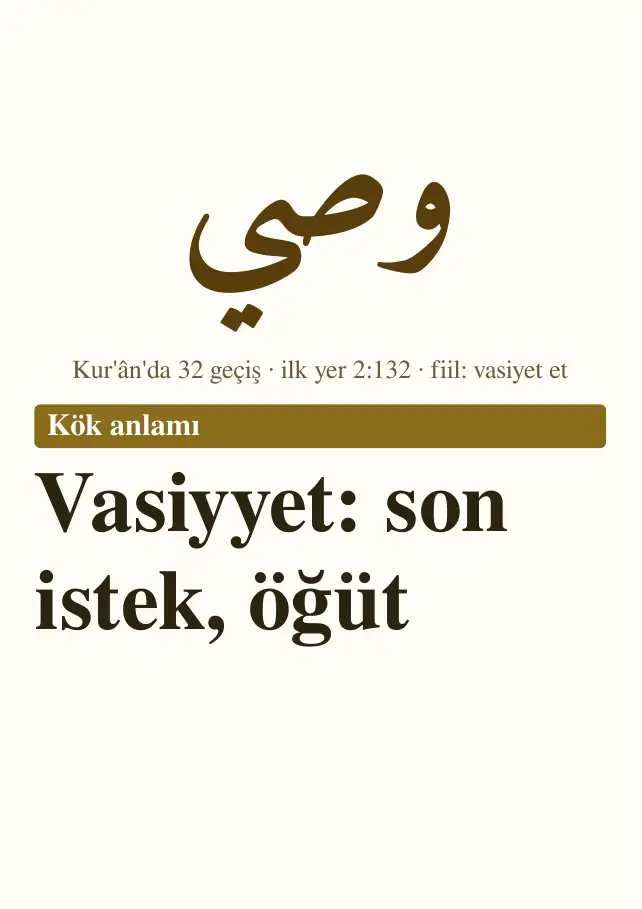 وصي
Kur'ân'da 32 geçiş · ilk yer 2:132 · fiil: vasiyet et
Kök anlamı
Vasiyyet: son
istek, öğüt